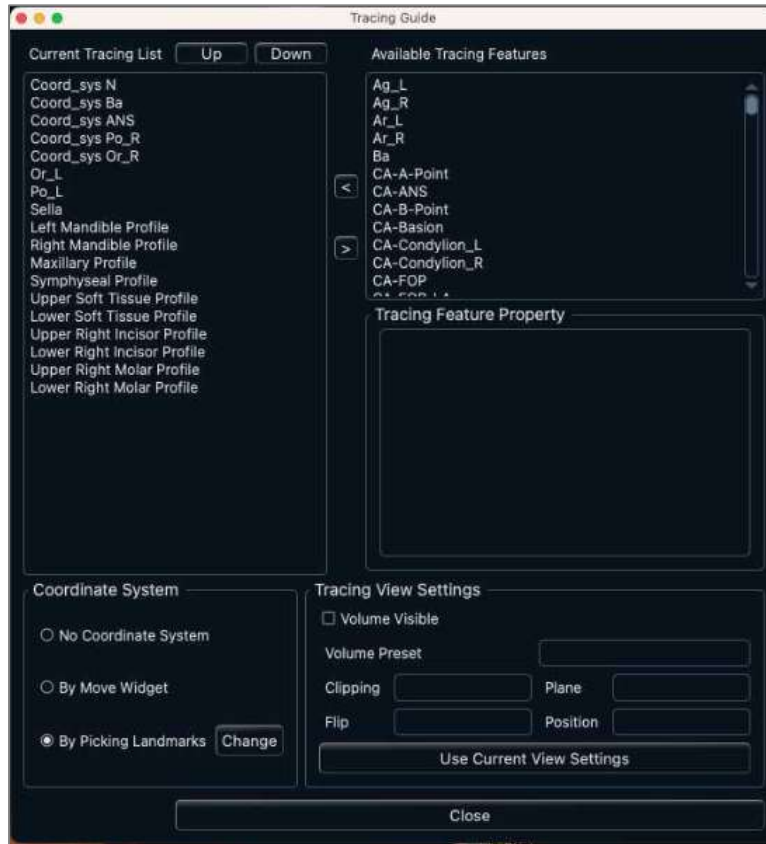 Tracing Guide
Current Tracing List
Up
Down
Coord_sys N
Coord_sys Ba
Coord_sys ANS
Coord_sys Po_R
Coord_sys Or_R
Or_L
Po_L
Sella
Left Mandible Profile
Right Mandible Profile
Maxillary Profile
Symphyseal Profile
Upper Soft Tissue Profile
Lower Soft Tissue Profile
Upper Right Incisor Profile
Lower Right Incisor Profile
Upper Right Molar Profile
Lower Right Molar Profile
<
>
Available Tracing Features
Ag_L
Ag_R
Ar_L
Ar_R
Ba
CA-A-Point
CA-ANS
CA-B-Point
CA-Basion
CA-Condylion_L
CA-Condylion_R
CA-FOP
Tracing Feature Property
Coordinate System
No Coordinate System
By Move Widget
By Picking Landmarks
Change
Tracing View Settings
Volume Visible
Volume Preset
Clipping
Plane
Flip
Position
Use Current View Settings
Close